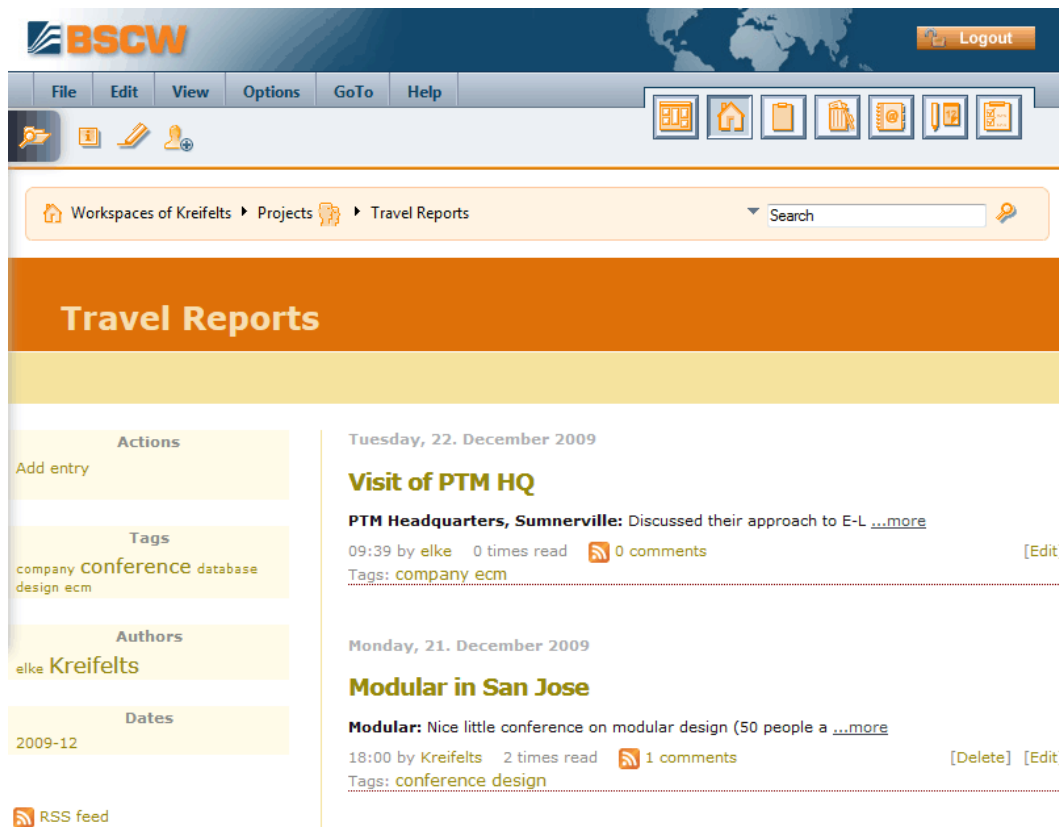 BSCW
Logout
File Edit View Options GoTo Help
Workspaces of Kreifelts Projects Travel Reports Search
Travel Reports
Actions
Add entry
Tags
company conference database
design ecm
Authors
elke Kreifelts
Dates
2009-12
RSS feed
Tuesday, 22. December 2009
Visit of PTM HQ
PTM Headquarters, Sumnerville: Discussed their approach to E-L ...more
09:39 by elke 0 times read 0 comments [Edit
Tags: company ecm
Monday, 21. December 2009
Modular in San Jose
Modular: Nice little conference on modular design (50 people a ...more
18:00 by Kreifelts 2 times read 1 comments [Delete] [Edit
Tags: conference design